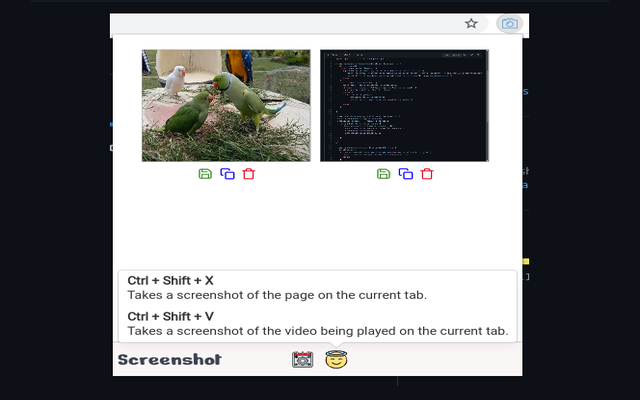 Ctrl + Shift + X
Takes a screenshot of the page on the current tab.
Ctrl + Shift + V
Takes a screenshot of the video being played on the current tab.
Screenshot